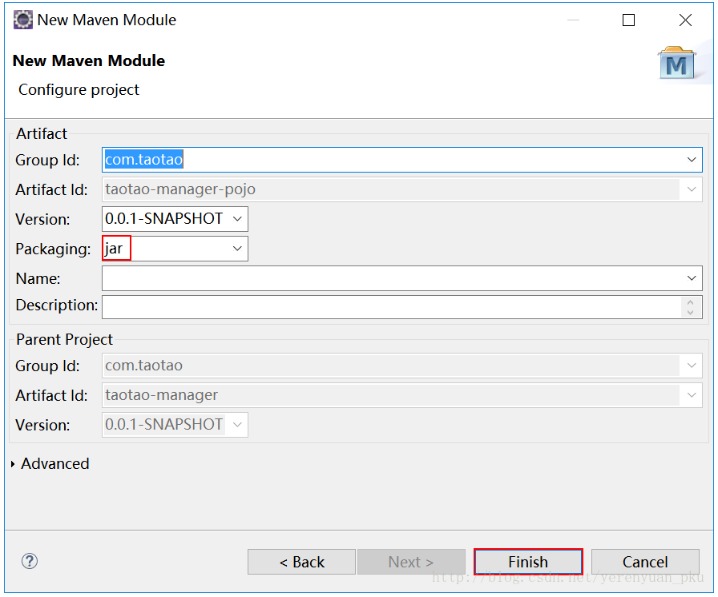 New Maven Module
New Maven Module
Configure project
Artifact
Group Id: com.taotao
Artifact Id: taotao-manager-pojo
Version: 0.0.1-SNAPSHOT
Packaging: jar
Name:
Description:
Parent Project
Group Id: com.taotao
Artifact Id: taotao-manager
Version: 0.0.1-SNAPSHOT
Advanced
< Back Next > Finish Cancel
http://blog.csdn.net/yerenyuan_pku